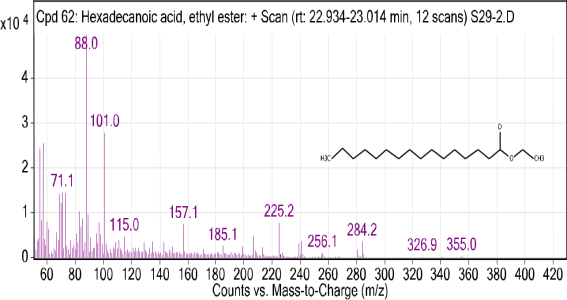 Cpd 62: Hexadecanoic acid, ethyl ester: + Scan (rt: 22.934-23.014 min, 12 scans) S29-2.D
x10 4
88.0
4
101.0
3
O
2
71.1
H3C
O
CH3
1
115.0
157.1
185.1
225.2
256.1
284.2
326.9
355.0
0
60 80 100 120 140 160 180 200 220 240 260 280 300 320 340 360 380 400 420
Counts vs. Mass-to-Charge (m/z)